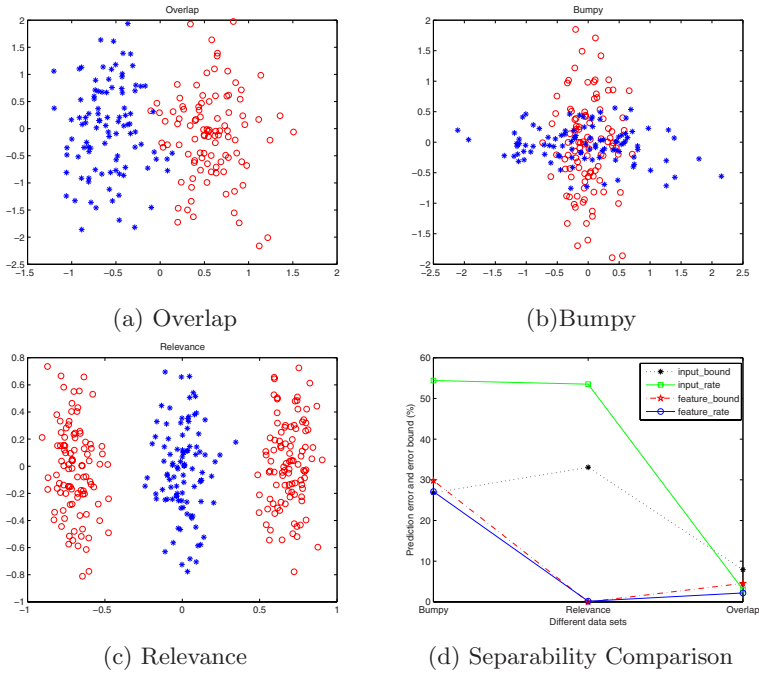 Overlap
2
1.5
1
0.5
0
−0.5
−1
−1.5
−2
−2.5
−1.5 −1 −0.5 0 0.5 1 1.5 2
(a) Overlap
Bumpy
2
1.5
1
0.5
0
−0.5
−1
−1.5
−2
−2.5 −2 −1.5 −1 −0.5 0 0.5 1 1.5 2 2.5
(b)Bumpy
Relevance
0.8
0.6
0.4
0.2
0
−0.2
−0.4
−0.6
−0.8
−1
−1 −0.5 0 0.5 1
(c) Relevance
60
50
40
30
20
10
0
Prediction error and error bound (%)
input_bound
input_rate
feature_bound
feature_rate
Bumpy Relevance Overlap
Different data sets
(d) Separability Comparison